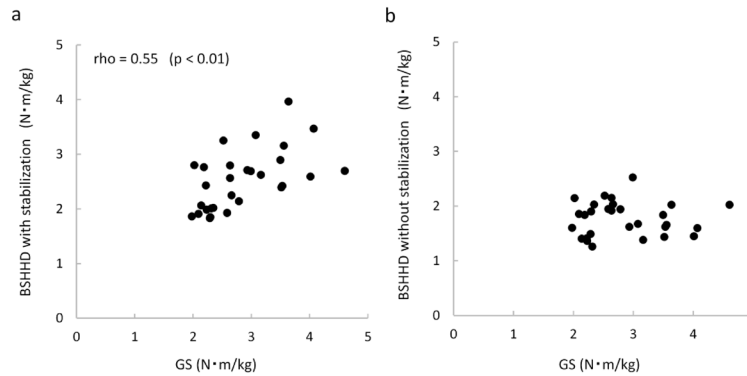 a
b
rho = 0.55 (p < 0.01)
BSHHD with stabilization (N・m/kg)
5
4
3
2
1
0
0 1 2 3 4 5
GS (N・m/kg)
BSHHD without stabilization (N・m/kg)
5
4
3
2
1
0
0 1 2 3 4
GS (N・m/kg)